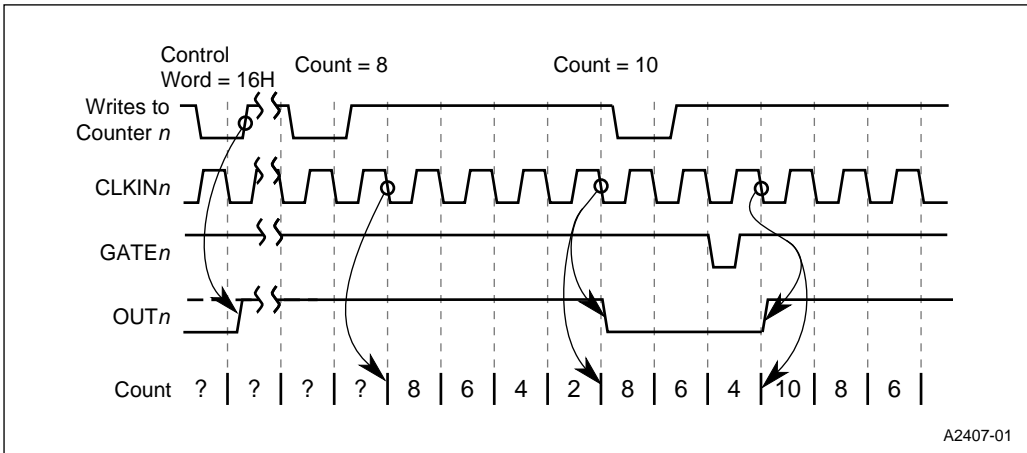 Control
Word = 16H
Count = 8
Count = 10
Writes to
Counter n
CLKINn
GATEn
OUTn
Count ? ? ? ? 8 6 4 2 8 6 4 10 8 6
A2407-01